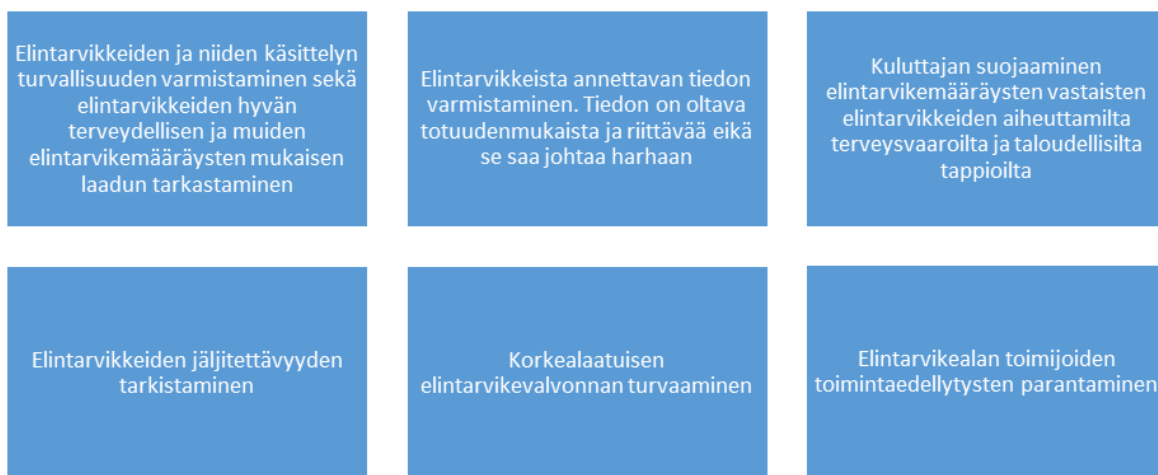 Elintarvikkeiden ja niiden käsittelyn
turvallisuuden varmistaminen sekä
elintarvikkeiden hyvän
terveydellisen ja muiden
elintarvikemääräysten mukaisen
laadun tarkastaminen
Elintarvikkeista annettavan tiedon
varmistaminen. Tiedon on oltava
totuudenmukaista ja riittävää eikä
se saa johtaa harhaan
Kuluttajan suojaaminen
elintarvikemääräysten vastaisten
elintarvikkeiden aiheuttamilta
terveysvaaroilta ja taloudellisilta
tappioilta
Elintarvikkeiden jäljitettävyyden
tarkistaminen
Korkealaatuisen
elintarvikevalvonnan turvaaminen
Elintarvikealan toimijoiden
toimintaedellytysten parantaminen